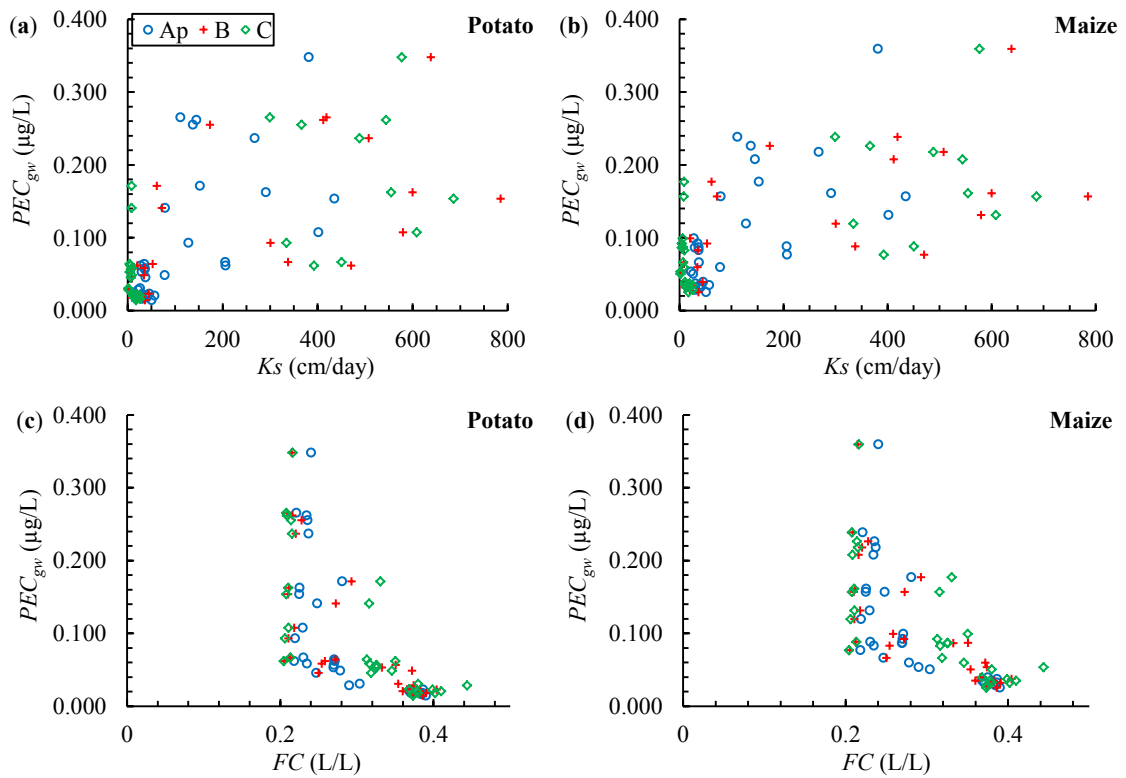 (a) Ap B C Potato
0.400
0.300
0.200
0.100
0.000
PECgw (µg/L)
0 200 400 600 800
Ks (cm/day)
(b) Maize
0.400
0.300
0.200
0.100
0.000
PECgw (µg/L)
0 200 400 600 800
Ks (cm/day)
(c) Potato
0.400
0.300
0.200
0.100
0.000
PECgw (µg/L)
0 0.2 0.4
FC (L/L)
(d) Maize
0.400
0.300
0.200
0.100
0.000
PECgw (µg/L)
0 0.2 0.4
FC (L/L)